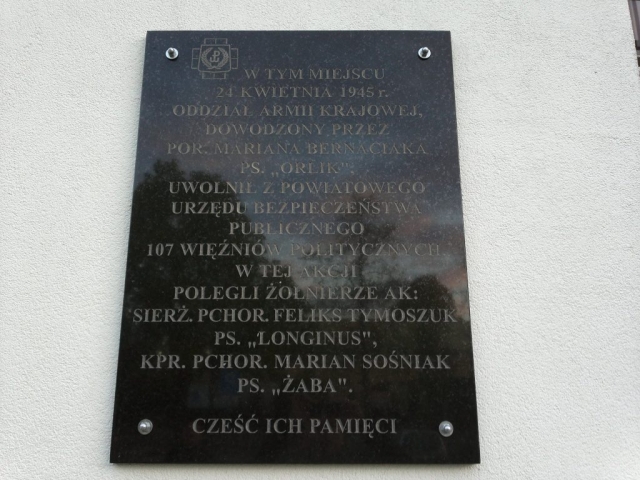 W TYM MIEJSCU
24 KWIETNIA 1945 r.
ODDZIAŁ ARMII KRAJOWEJ,
DOWODZONY PRZEZ
POR. MARIANA BERNACIAKA
PS. „ORLIK":
UWOLNIŁ Z POWIATOWEGO
URZĘDU BEZPIECZEŃSTWA
PUBLICZNEGO
107 WIĘŹNIÓW POLITYCZNYCH
W TEJ AKCJI
POLEGLI ŻOŁNIERZE AK:
SIERŻ. PCHOR. FELIKS TYMOSZUK
PS. „LONGINUS",
KPR. PCHOR. MARIAN SOŚNIAK
PS. „ŻABA".
CZEŚĆ ICH PAMIĘCI